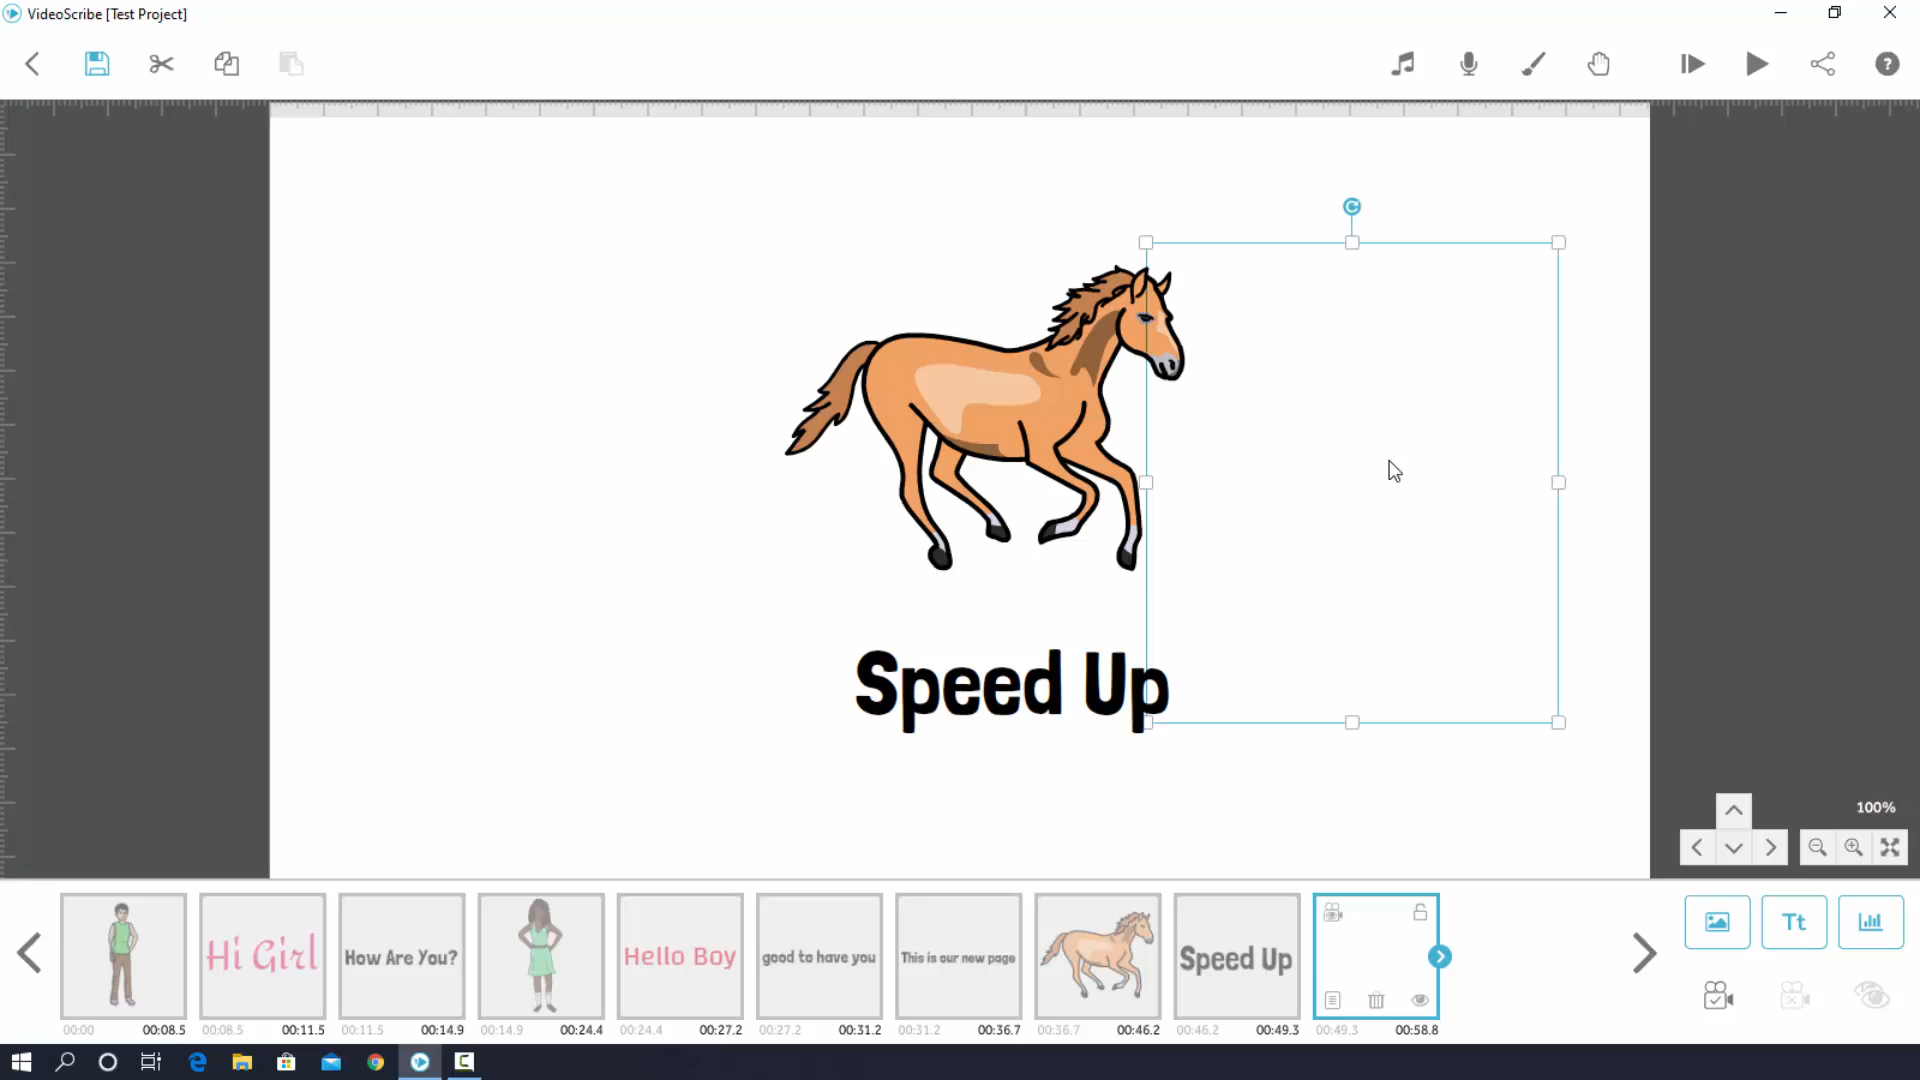 VideoScribe [Test Project]
Speed Up
100%
Hi Girl
How Are You?
Hello Boy
good to have you
This is our new page
Speed Up
Tt
00:00 00:08.5
00:08.5 00:11.5
00:11.5 00:14.9
00:14.9 00:24.4
00:24.4 00:27.2
00:27.2 00:31.2
00:31.2 00:36.7
00:36.7 00:46.2
00:46.2 00:49.3
00:49.3 00:58.8